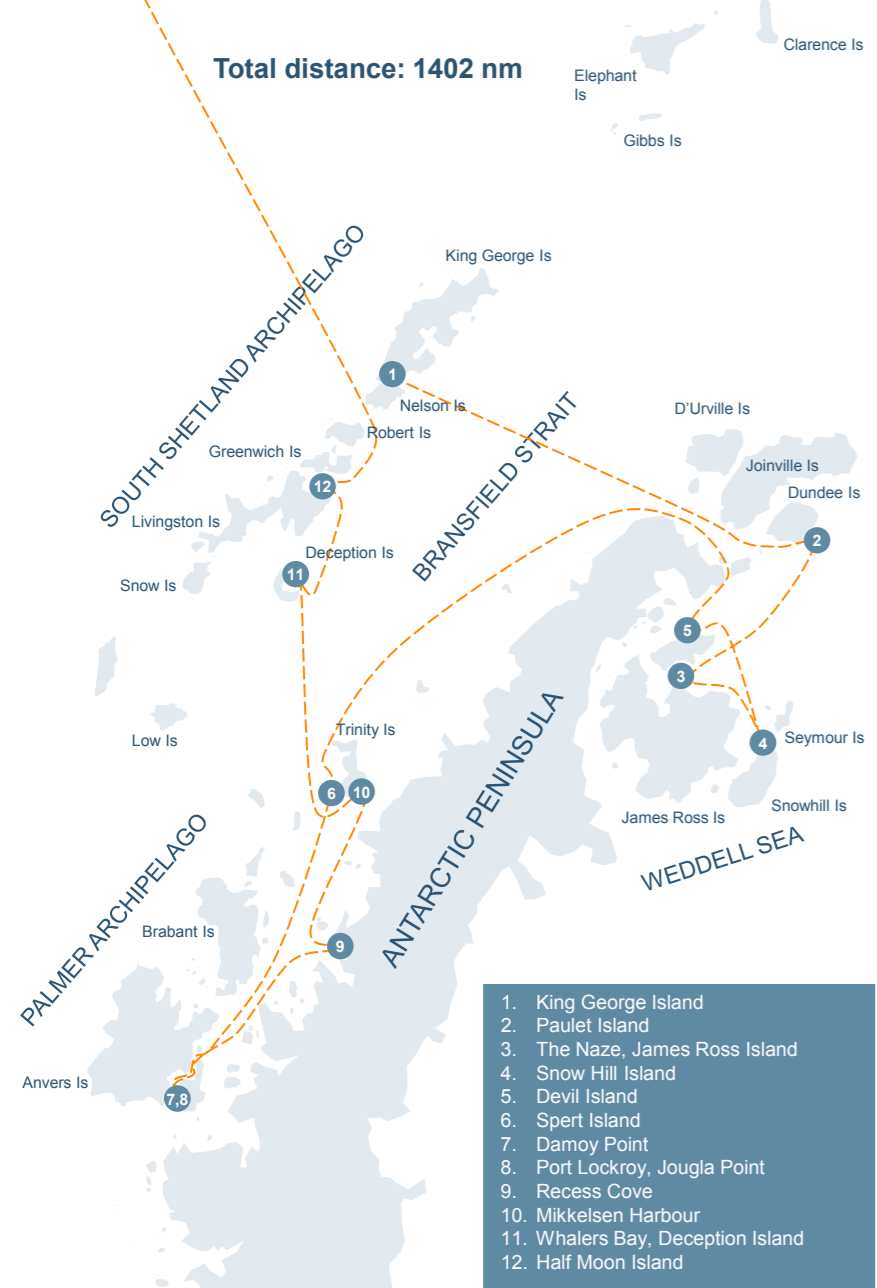 Total distance: 1402 nm
Clarence Is
Elephant
Is
Gibbs Is
King George Is
SOUTH SHETLAND ARCHIPELAGO
1
Nelson Is
D'Urville Is
Robert Is
Greenwich Is
BRANSFIELD STRAIT
Joinville Is
12
Dundee Is
Livingston Is
2
Deception Is
11
Snow Is
5
3
Trinity Is
Low Is
4
Seymour Is
6
10
Snowhill Is
James Ross Is
ANTARCTIC PENINSULA
WEDDELL SEA
PALMER ARCHIPELAGO
Brabant Is
9
Anvers Is
7,8
1. King George Island
2. Paulet Island
3. The Naze, James Ross Island
4. Snow Hill Island
5. Devil Island
6. Spert Island
7. Damoy Point
8. Port Lockroy, Jougla Point
9. Recess Cove
10. Mikkelsen Harbour
11. Whalers Bay, Deception Island
12. Half Moon Island